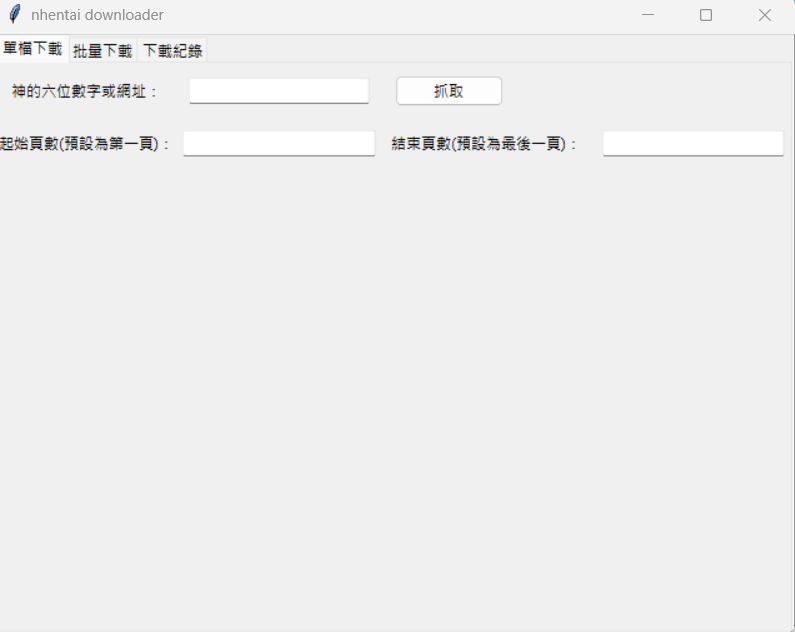 nhentai downloader
單檔下載 批量下載 下載紀錄
神的六位數字或網址： 抓取
起始頁數(預設為第一頁)： 結束頁數(預設為最後一頁)：